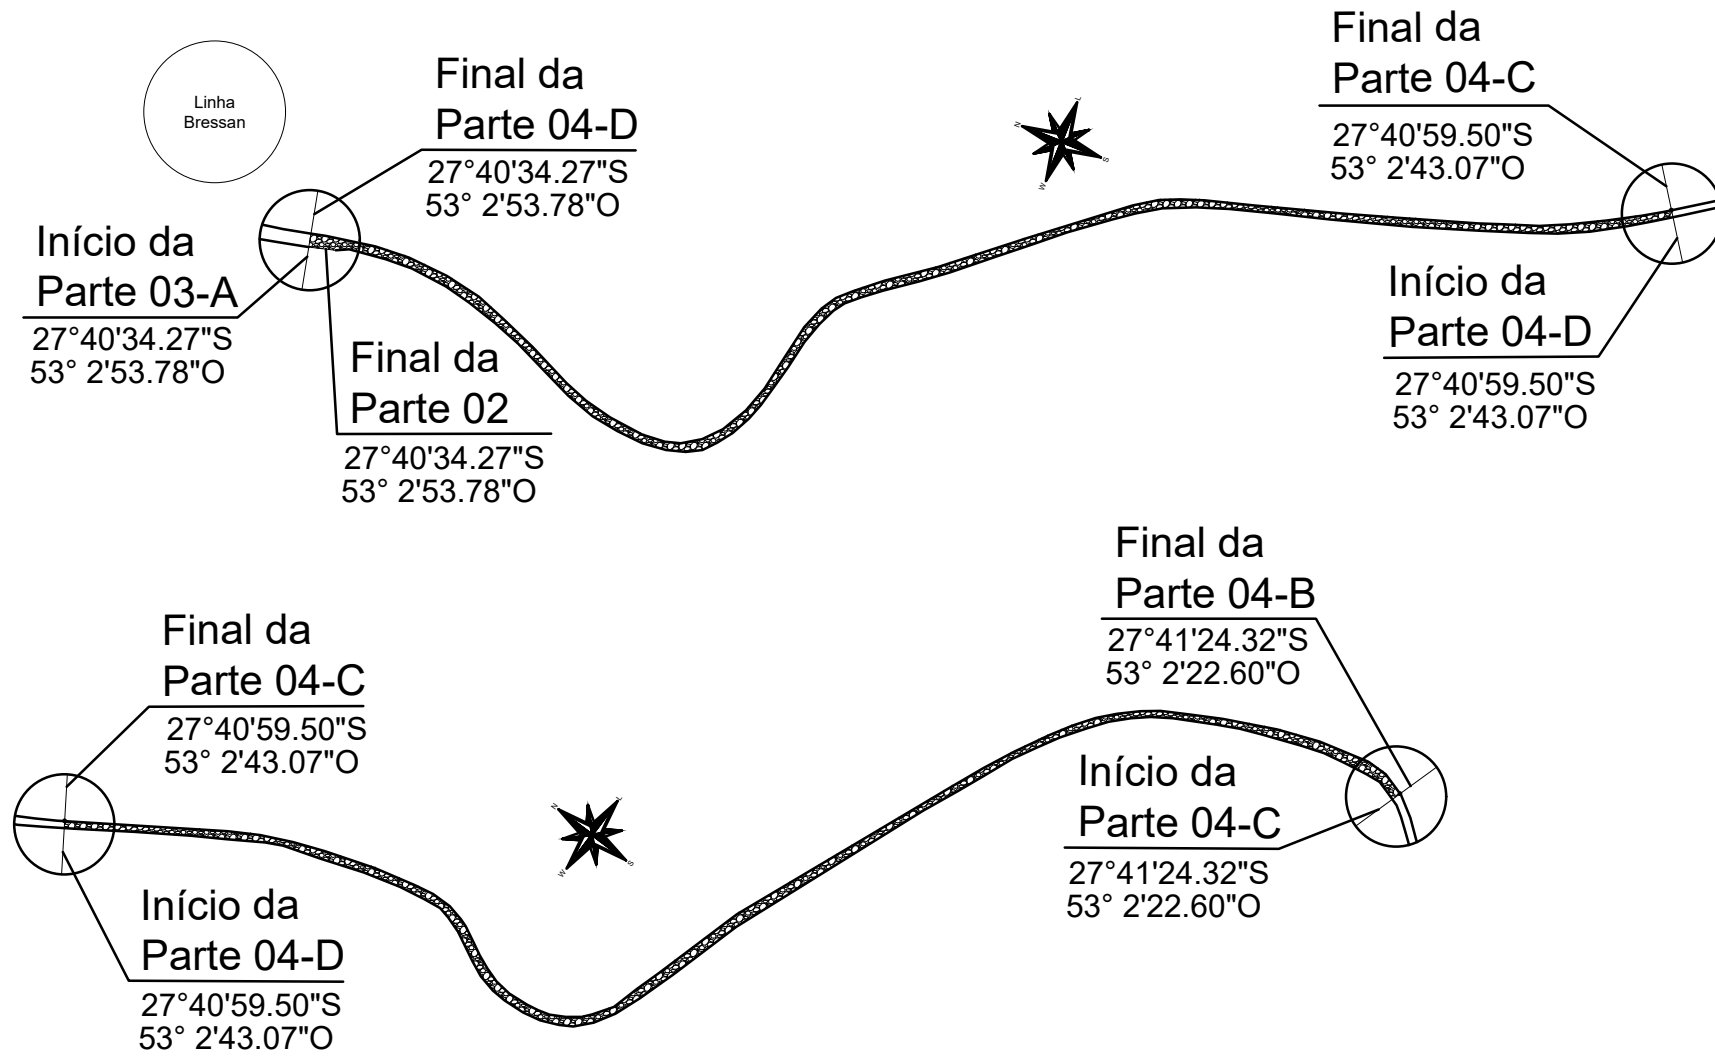 Linha
Bressan
Final da
Parte 04-D
27°40'34.27"S
53° 2'53.78"O
Início da
Parte 03-A
27°40'34.27"S
53° 2'53.78"O
Final da
Parte 02
27°40'34.27"S
53° 2'53.78"O
N
L
S
W
Final da
Parte 04-C
27°40'59.50"S
53° 2'43.07"O
Início da
Parte 04-D
27°40'59.50"S
53° 2'43.07"O
Final da
Parte 04-C
27°40'59.50"S
53° 2'43.07"O
Início da
Parte 04-D
27°40'59.50"S
53° 2'43.07"O
N
L
S
W
Final da
Parte 04-B
27°41'24.32"S
53° 2'22.60"O
Início da
Parte 04-C
27°41'24.32"S
53° 2'22.60"O